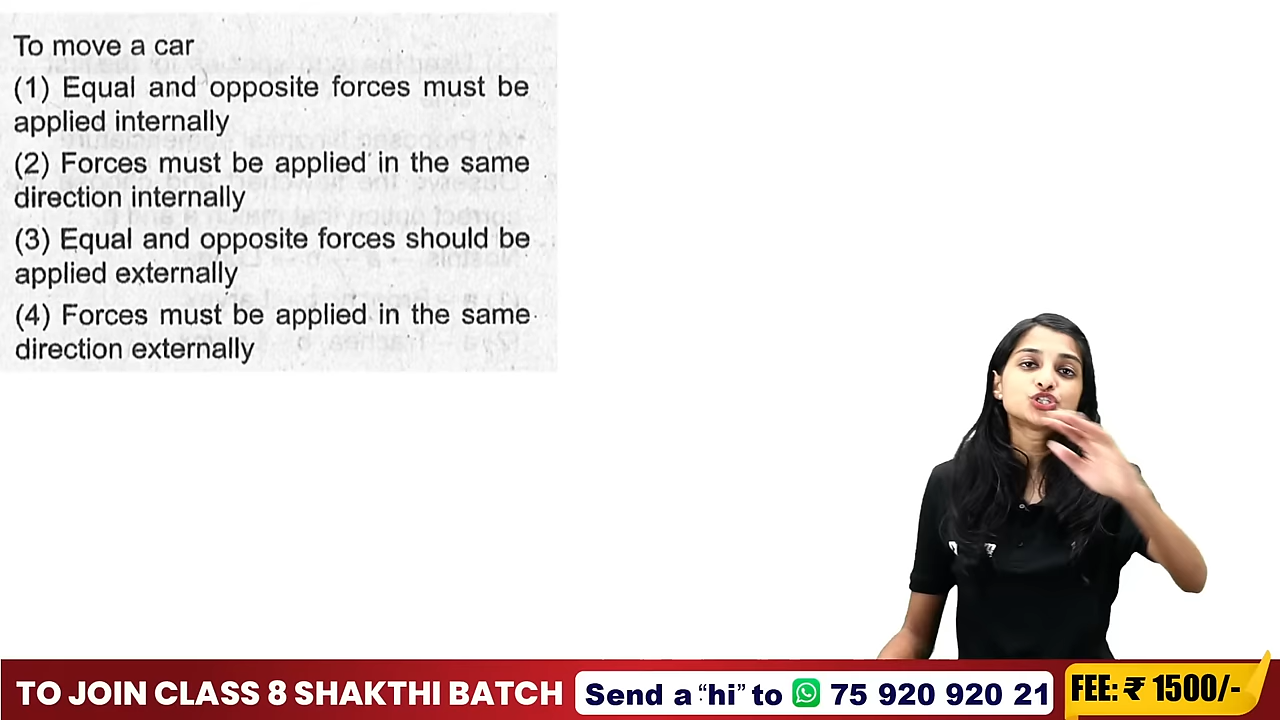 To move a car
(1) Equal and opposite forces must be
applied internally
(2) Forces must be applied in the same
direction internally
(3) Equal and opposite forces should be
applied externally
(4) Forces must be applied in the same
direction externally
TO JOIN CLASS 8 SHAKTHI BATCH
Send a “hi” to 75 920 920 21
FEE: ₹ 1500/-